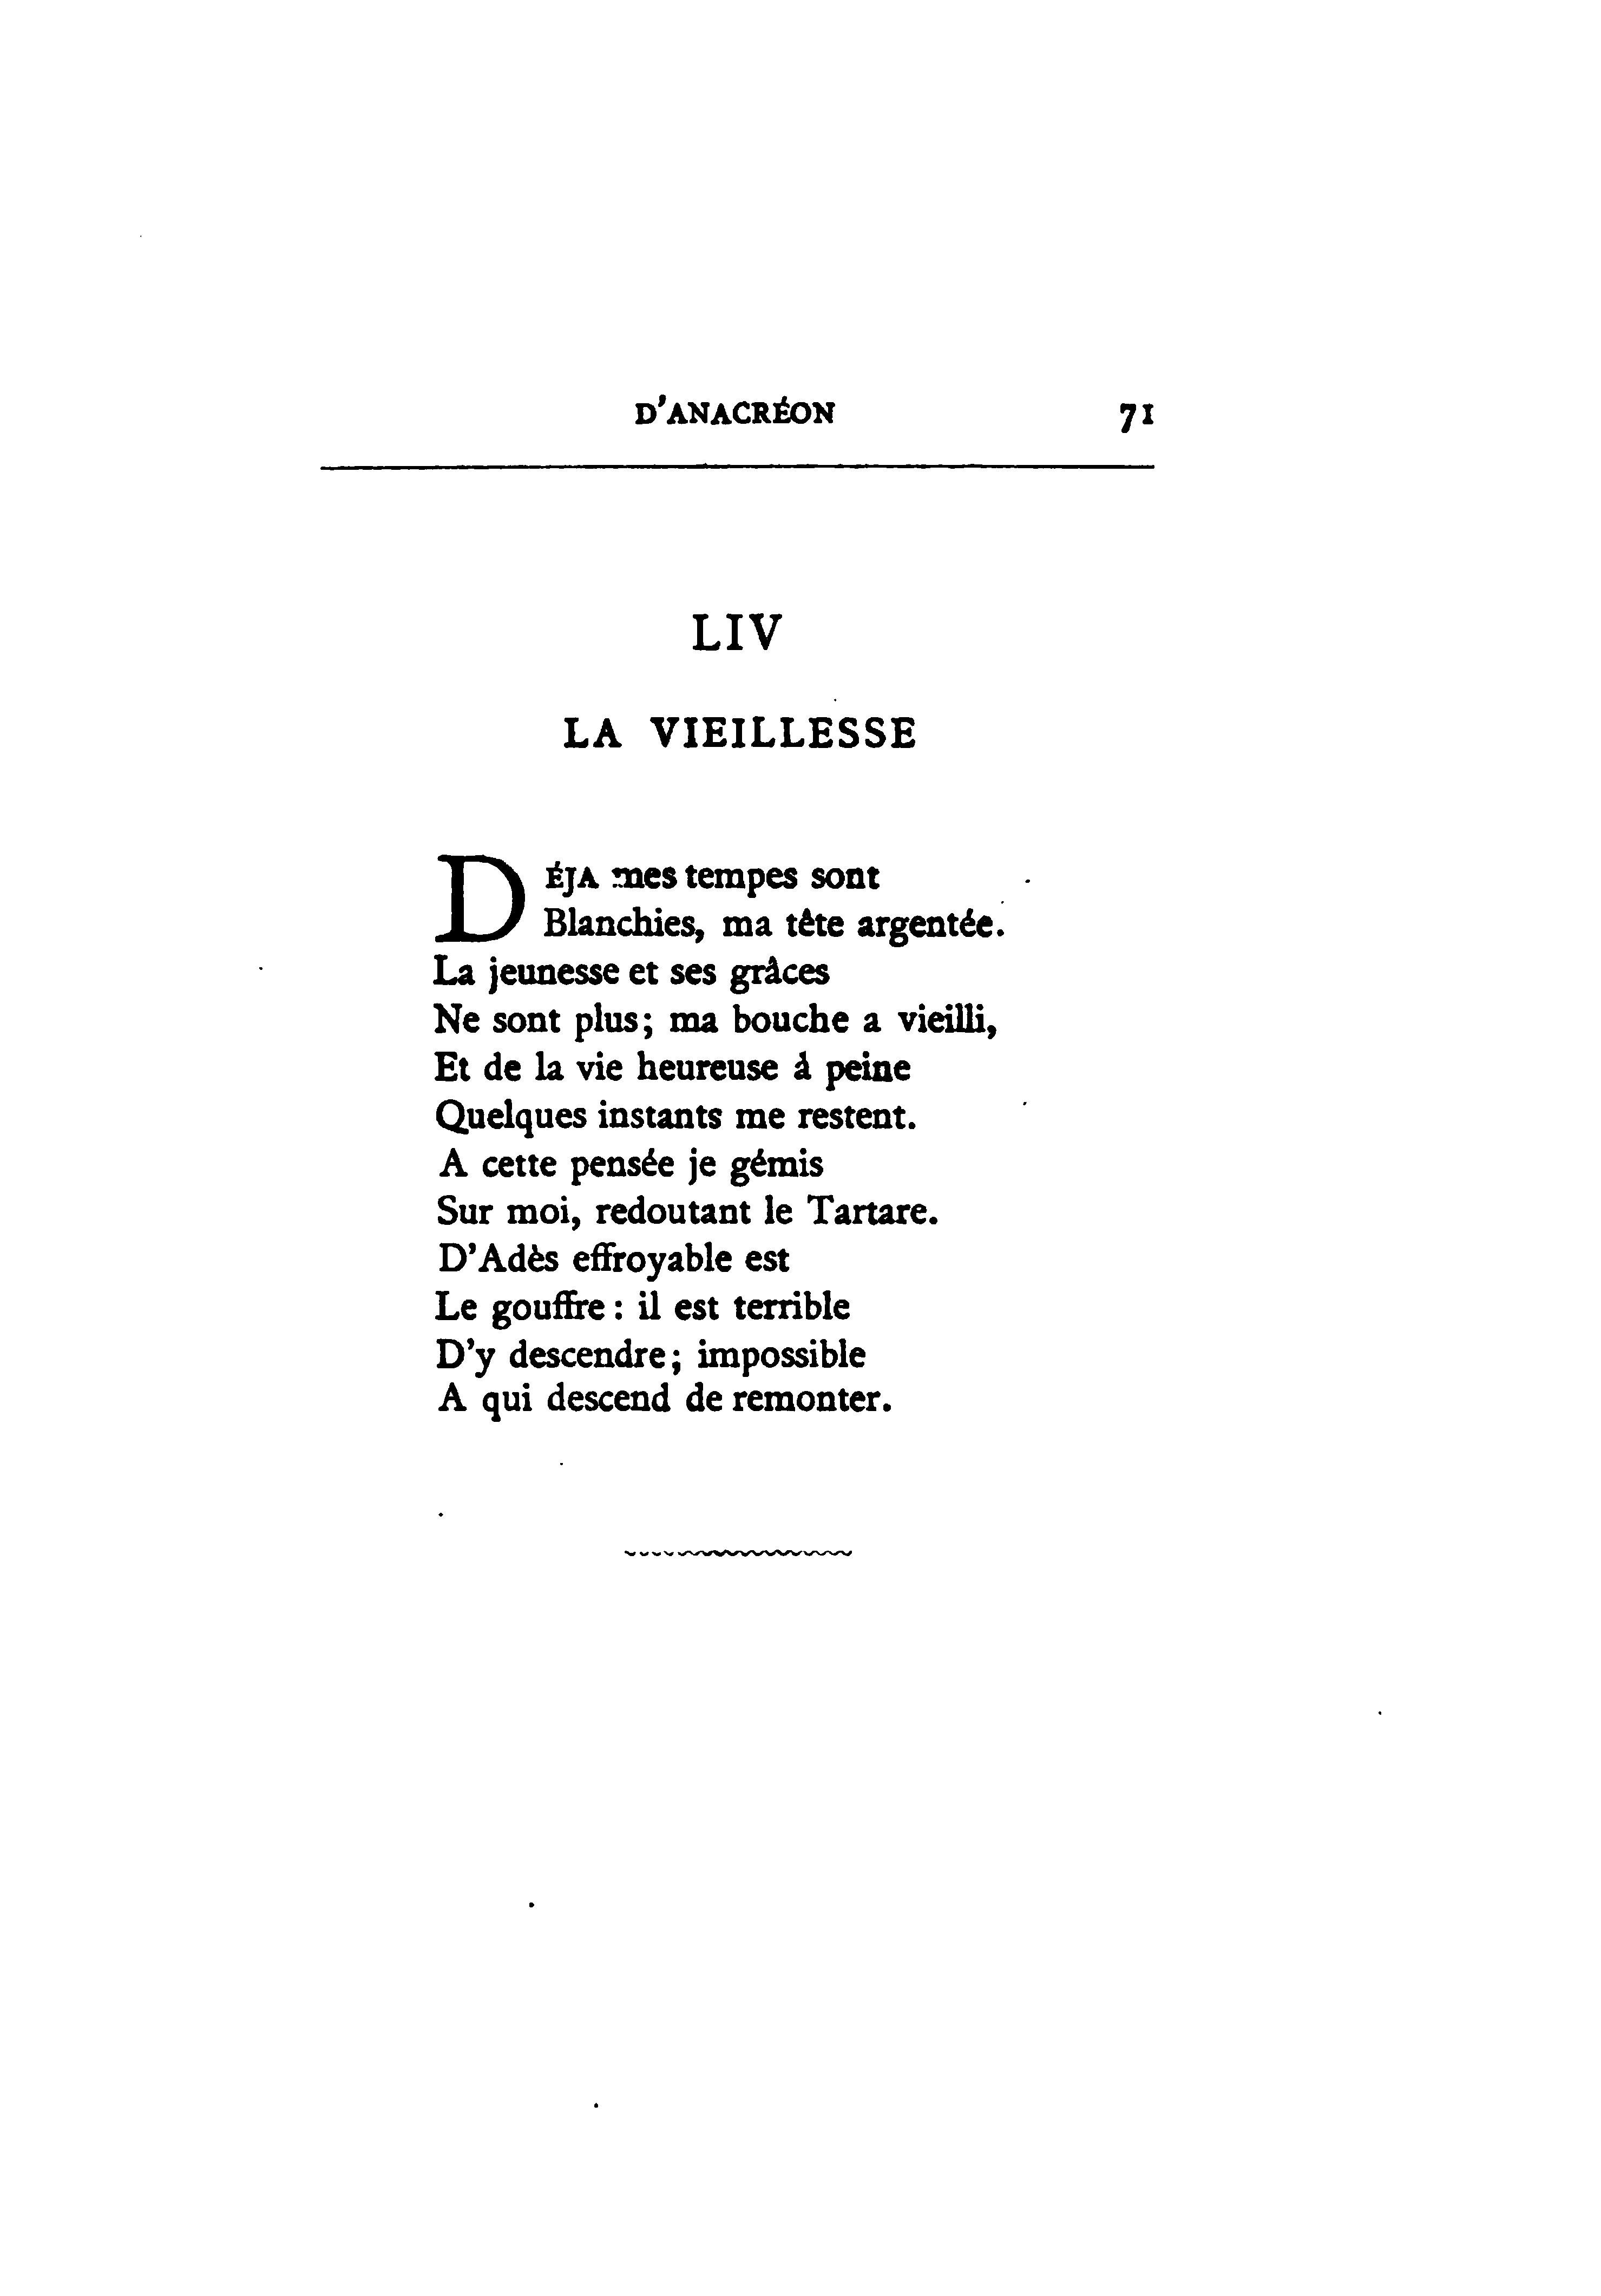 D'ANACRÉON 71
LIV
LA VIEILLESSE
DÉJA mes tempes sont
Blanchies, ma tête argentée.
La jeunesse et ses grâces
Ne sont plus; ma bouche a vieilli,
Et de la vie heureuse à peine
Quelques instants me restent.
A cette pensée je gémis
Sur moi, redoutant le Tartare.
D'Adès effroyable est
Le gouffre : il est terrible
D'y descendre; impossible
A qui descend de remonter.